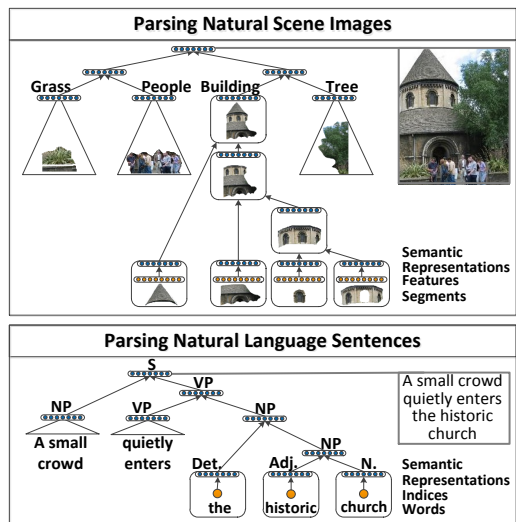 Parsing Natural Scene Images
Grass People Building Tree
Semantic
Representations
Features
Segments
Parsing Natural Language Sentences
S
VP
NP VP NP
A small
crowd
quietly
enters
NP
Det. Adj. N.
the historic church
Semantic
Representations
Indices
Words
A small crowd
quietly enters
the historic
church